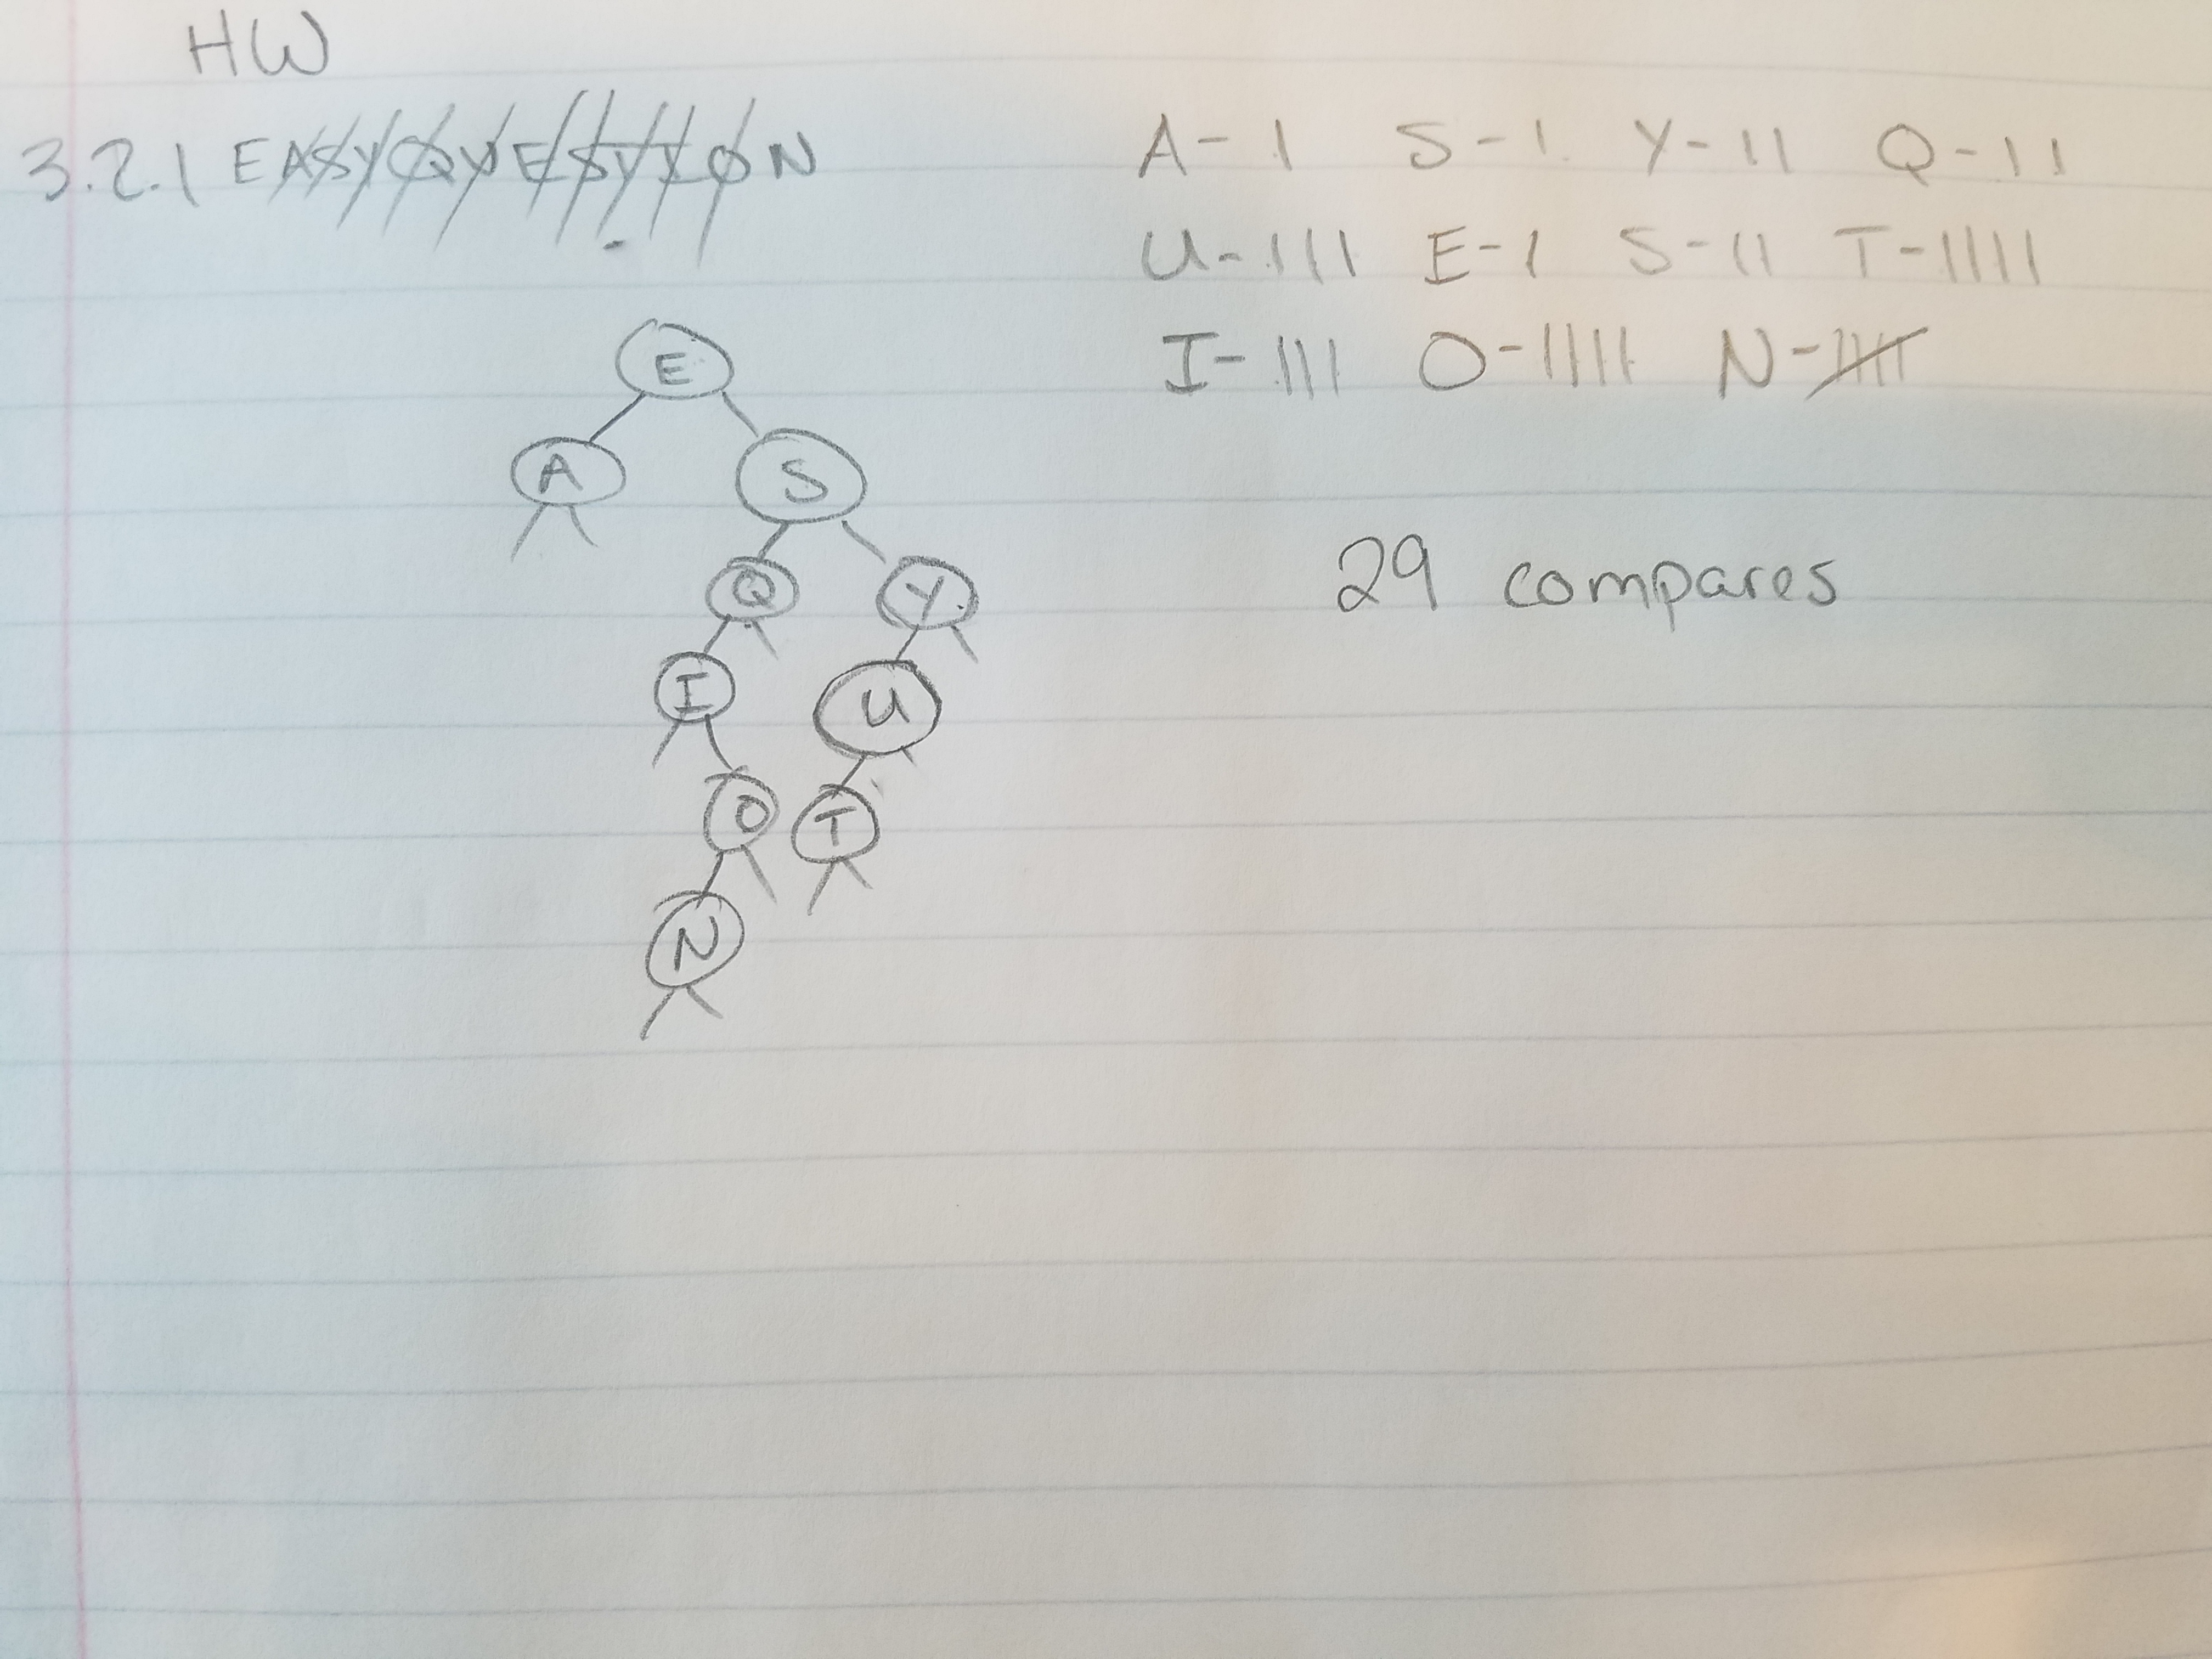 HW
3.2.1 EASYQUESTION
A - I S - I Y - II Q - II
U - III E - I S - II T - IIII
I - III O - IIII N - IIII
E
A S
Q Y
I U
O T
N
29 compares